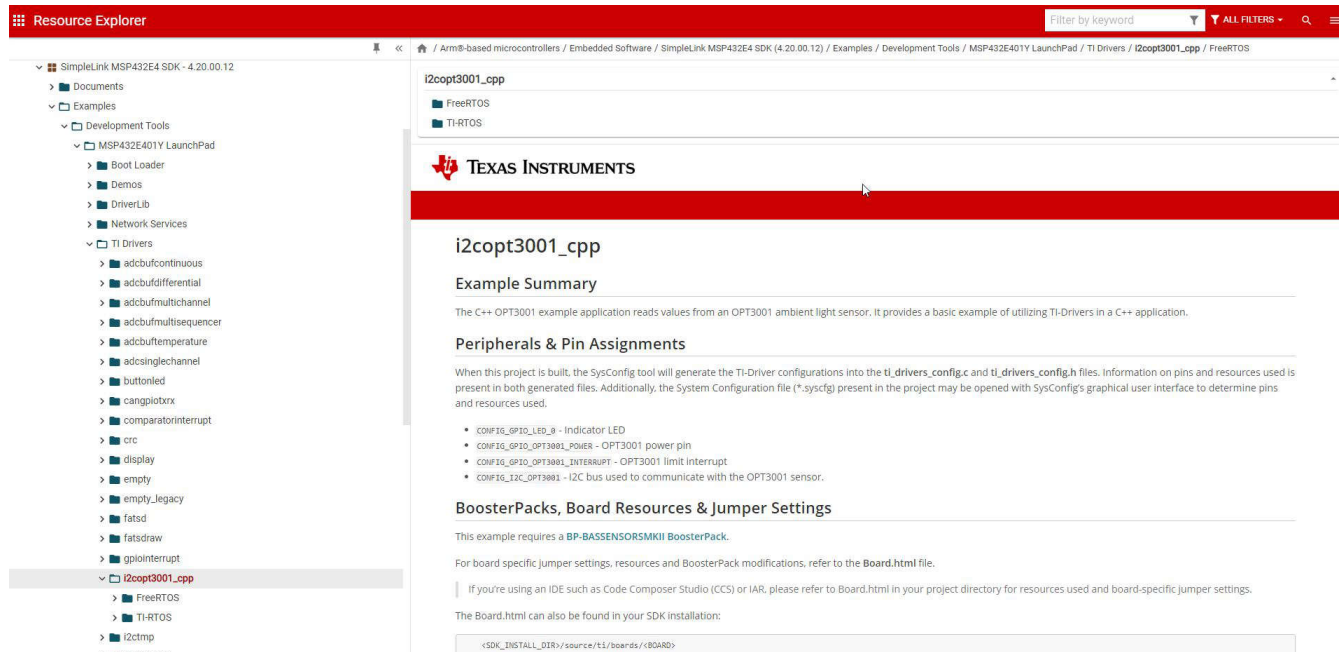 Resource Explorer
Filter by keyword
ALL FILTERS
/ Arm®-based microcontrollers / Embedded Software / SimpleLink MSP432E4 SDK (4.20.00.12) / Examples / Development Tools / MSP432E401Y LaunchPad / TI Drivers / i2copt3001_cpp / FreeRTOS
SimpleLink MSP432E4 SDK - 4.20.00.12
Documents
Examples
Development Tools
MSP432E401Y LaunchPad
Boot Loader
Demos
DriverLib
Network Services
TI Drivers
adcbufcontinuous
adcbufdifferential
adcbufmultichannel
adcbufmultisequencer
adcbuftemperature
adcsinglechannel
buttonled
cangpiotxrx
comparatorinterrupt
crc
display
empty
empty_legacy
fatsd
fatsdraw
gpiointerrupt
i2copt3001_cpp
FreeRTOS
TI-RTOS
i2ctmp
i2copt3001_cpp
FreeRTOS
TI-RTOS
TEXAS INSTRUMENTS
i2copt3001_cpp
Example Summary
The C++ OPT3001 example application reads values from an OPT3001 ambient light sensor. It provides a basic example of utilizing TI-Drivers in a C++ application.
Peripherals & Pin Assignments
When this project is built, the SysConfig tool will generate the TI-Driver configurations into the ti_drivers_config.c and ti_drivers_config.h files. Information on pins and resources used is
present in both generated files. Additionally, the System Configuration file (*.syscfg) present in the project may be opened with SysConfig's graphical user interface to determine pins
and resources used.
• CONFIG_GPIO_LED_0 - Indicator LED
• CONFIG_GPIO_OPT3001_POWER - OPT3001 power pin
• CONFIG_GPIO_OPT3001_INTERRUPT - OPT3001 limit interrupt
• CONFIG_I2C_OPT3001 - I2C bus used to communicate with the OPT3001 sensor.
BoosterPacks, Board Resources & Jumper Settings
This example requires a BP-BASSENSORSMKII BoosterPack.
For board specific jumper settings, resources and BoosterPack modifications, refer to the Board.html file.
If you're using an IDE such as Code Composer Studio (CCS) or IAR, please refer to Board.html in your project directory for resources used and board-specific jumper settings.
The Board.html can also be found in your SDK installation:
<SDK_INSTALL_DIR>/source/ti/boards/<BOARD>